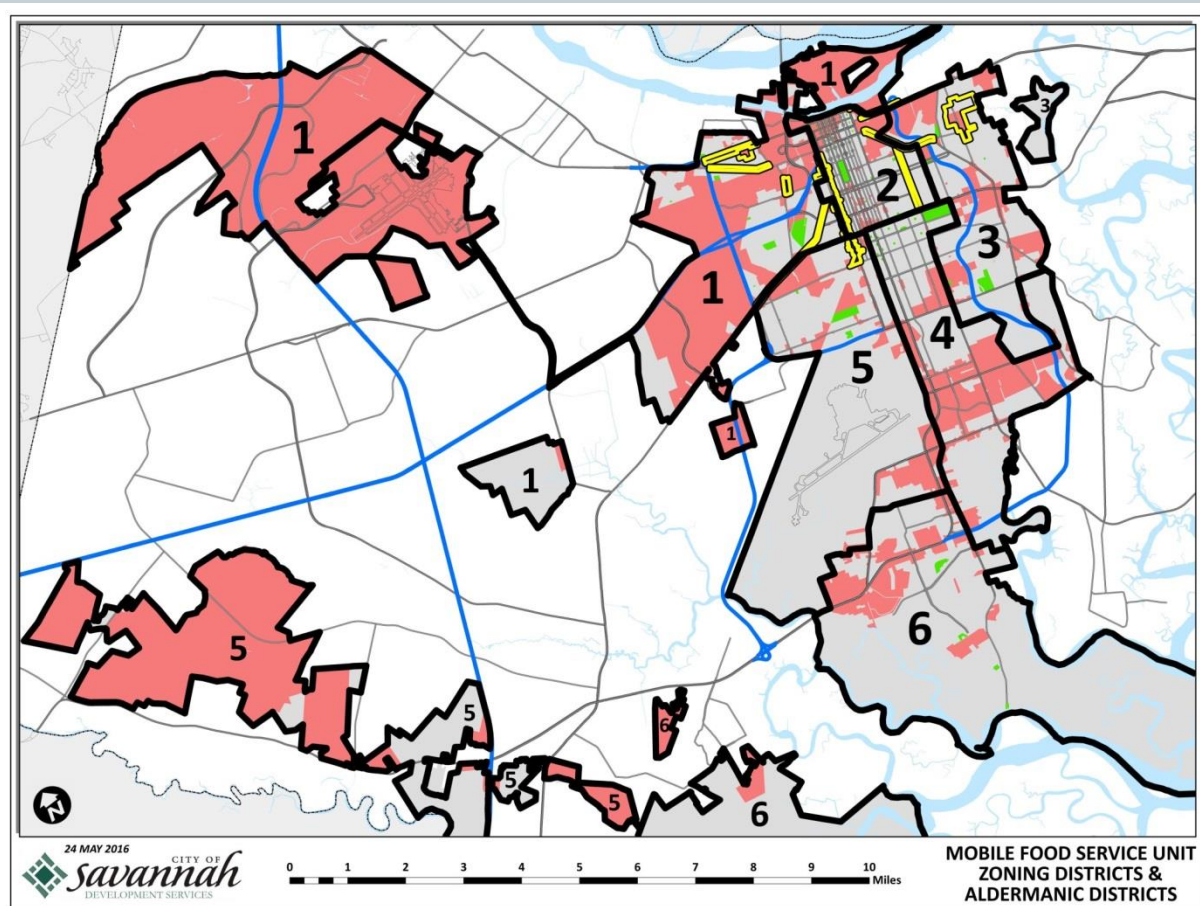 1
3
1
2
3
1
4
5
1
1
6
5
5
6
5
5
6
N
24 MAY 2016
CITY OF
Savannah
DEVELOPMENT SERVICES
0 1 2 3 4 5 6 7 8 9 10
Miles
MOBILE FOOD SERVICE UNIT
ZONING DISTRICTS &
ALDERMANIC DISTRICTS